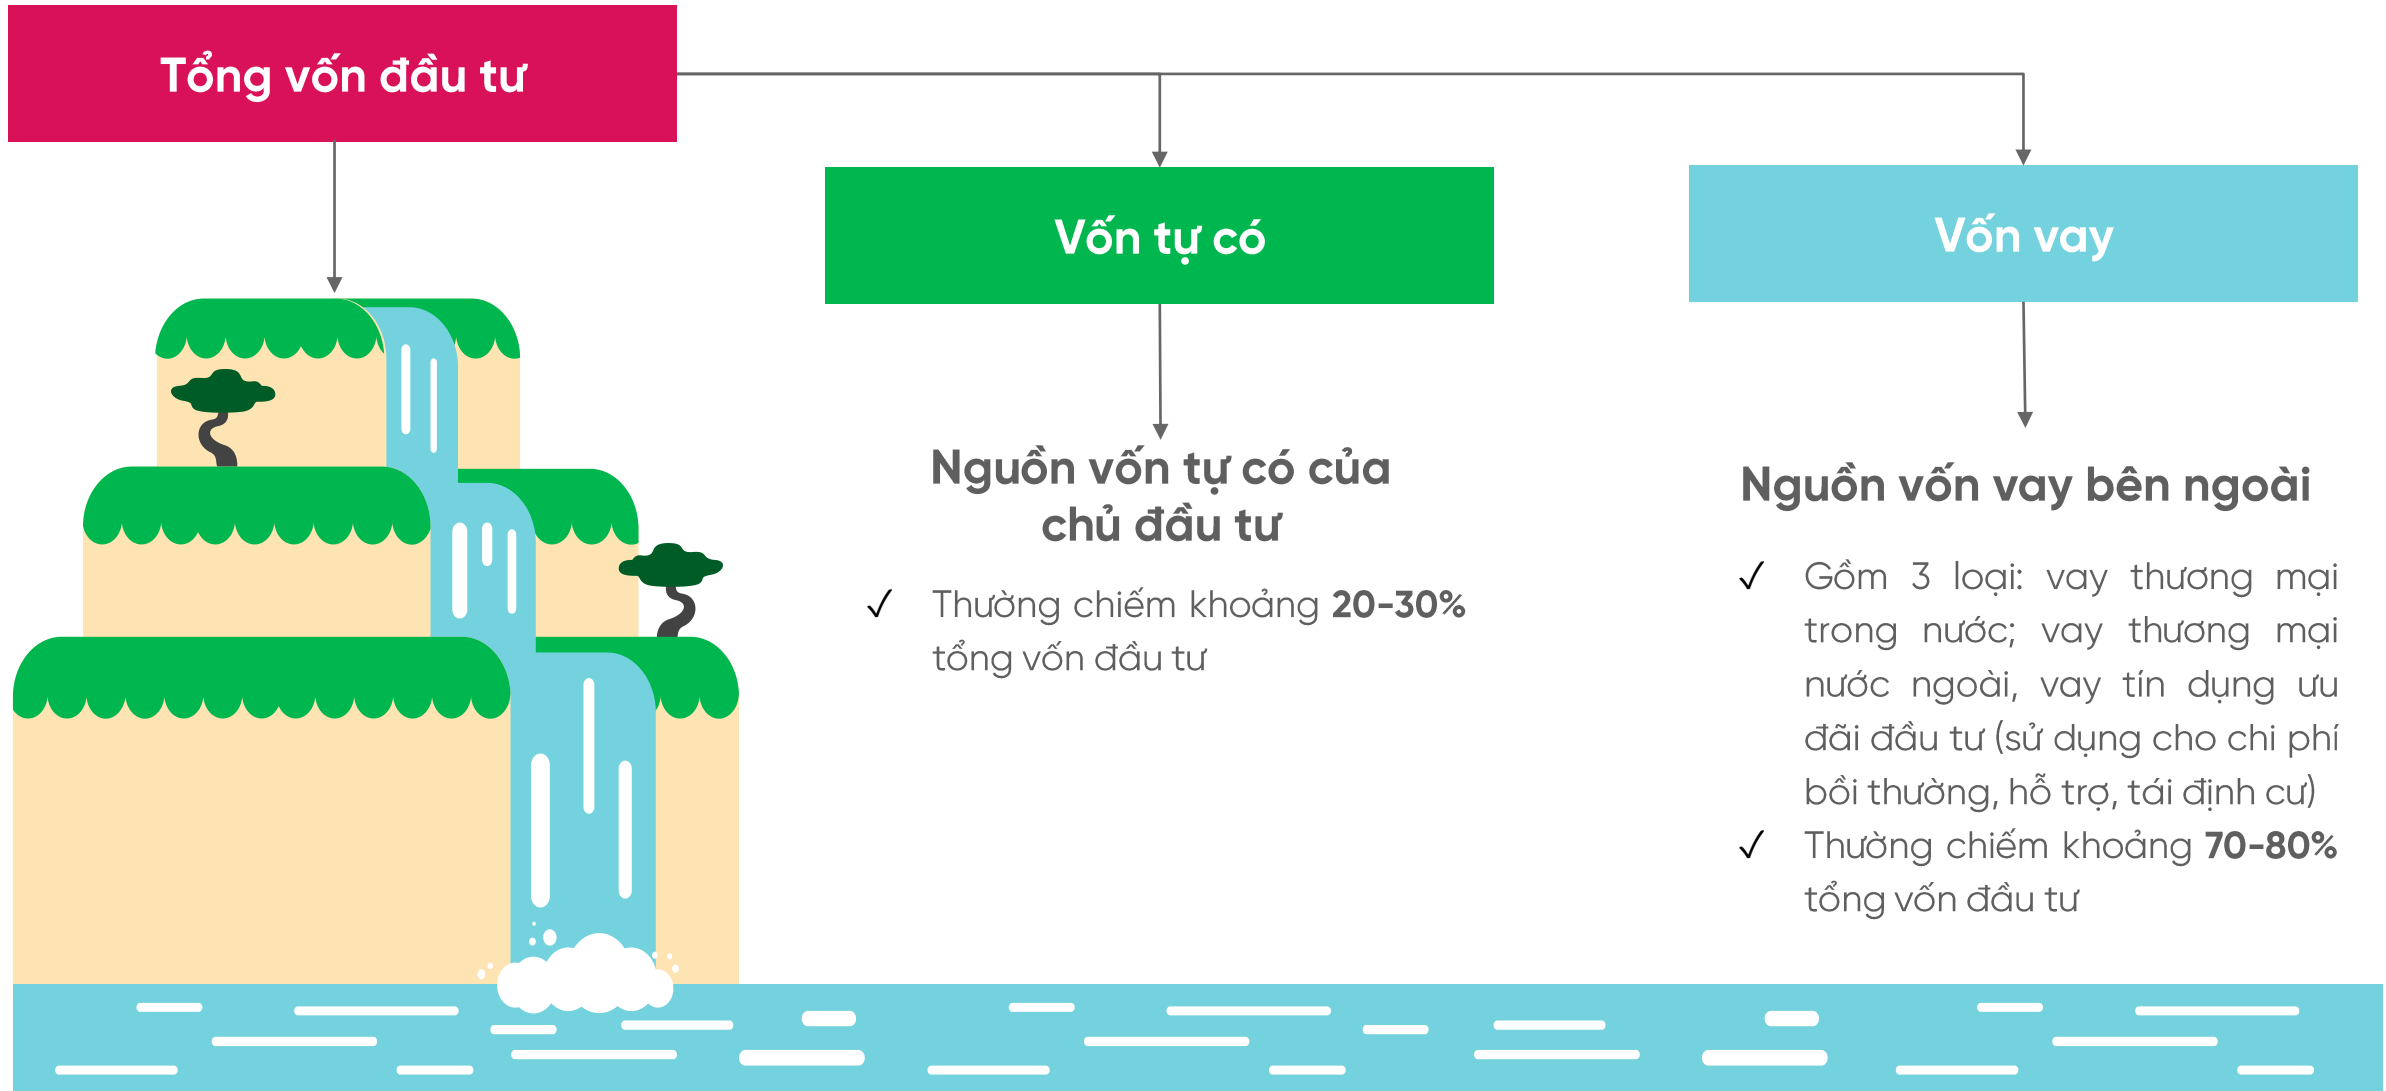 Tổng vốn đầu tư
Vốn tự có
Vốn vay
Nguồn vốn tự có của
chủ đầu tư
✓ Thường chiếm khoảng 20-30%
tổng vốn đầu tư
Nguồn vốn vay bên ngoài
✓ Gồm 3 loại: vay thương mại
trong nước; vay thương mại
nước ngoài, vay tín dụng ưu
đãi đầu tư (sử dụng cho chi phí
bồi thường, hỗ trợ, tái định cư)
✓ Thường chiếm khoảng 70-80%
tổng vốn đầu tư